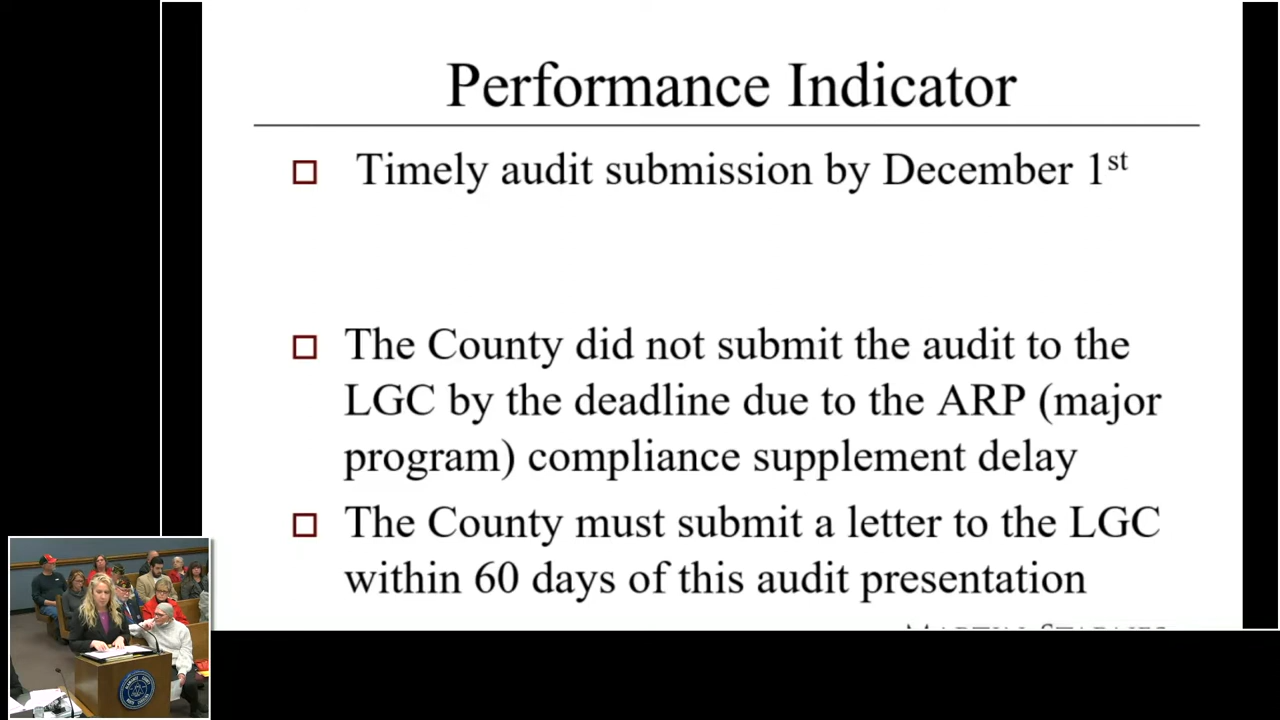 Performance Indicator
Timely audit submission by December 1st
The County did not submit the audit to the
LGC by the deadline due to the ARP (major
program) compliance supplement delay
The County must submit a letter to the LGC
within 60 days of this audit presentation